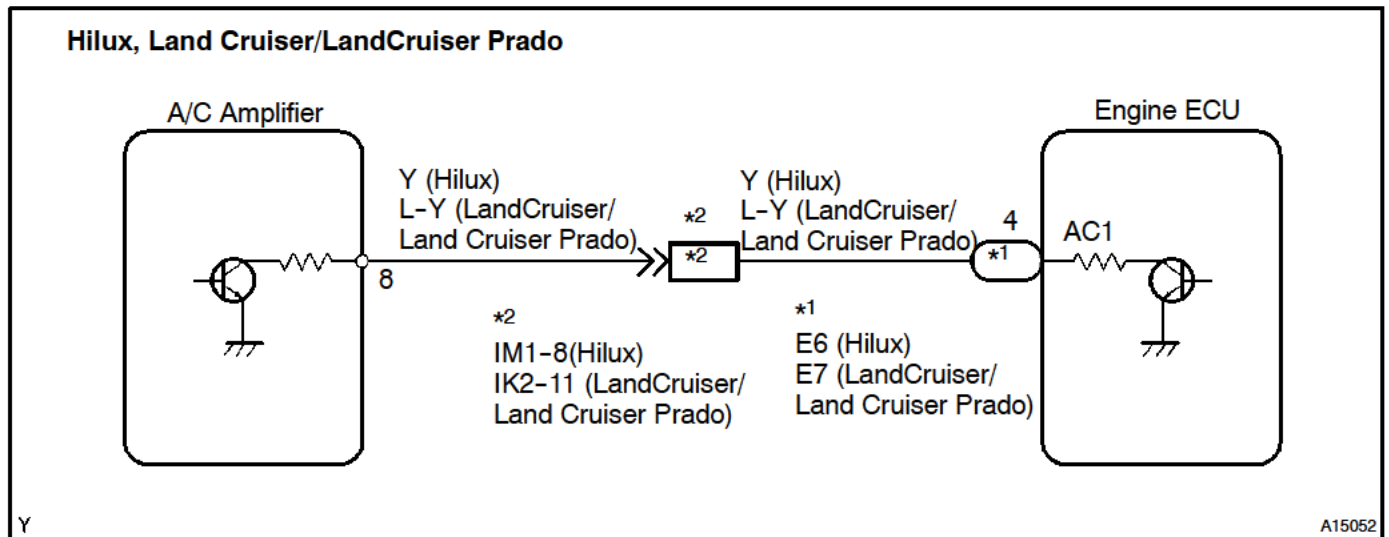 Hilux, Land Cruiser/LandCruiser Prado
A/C Amplifier
Engine ECU
Y (Hilux)
L-Y (LandCruiser/
Land Cruiser Prado)
8
*2
*2
Y (Hilux)
L-Y (LandCruiser/
Land Cruiser Prado)
4
*1
AC1
*2
IM1-8(Hilux)
IK2-11 (LandCruiser/
Land Cruiser Prado)
*1
E6 (Hilux)
E7 (LandCruiser/
Land Cruiser Prado)
Y
A15052